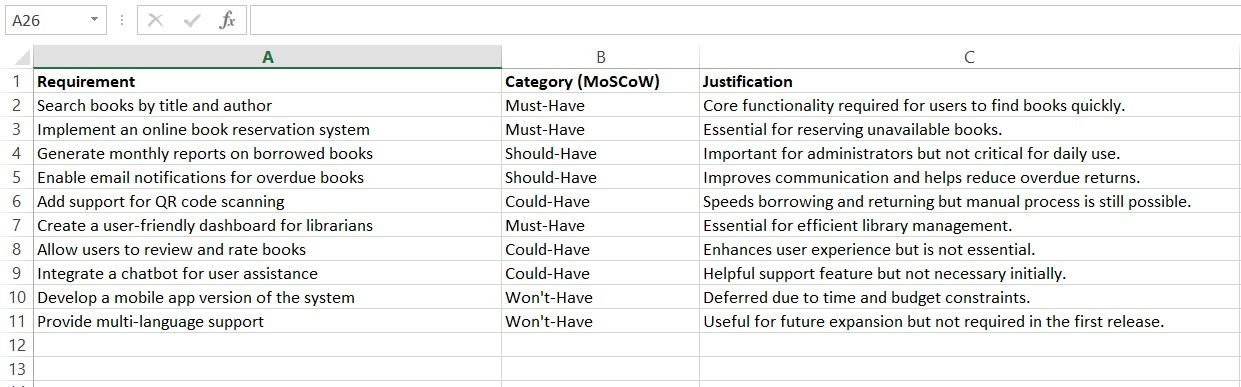 A26 fx
A B C
1 Requirement Category (MoSCoW) Justification
2 Search books by title and author Must-Have Core functionality required for users to find books quickly.
3 Implement an online book reservation system Must-Have Essential for reserving unavailable books.
4 Generate monthly reports on borrowed books Should-Have Important for administrators but not critical for daily use.
5 Enable email notifications for overdue books Should-Have Improves communication and helps reduce overdue returns.
6 Add support for QR code scanning Could-Have Speeds borrowing and returning but manual process is still possible.
7 Create a user-friendly dashboard for librarians Must-Have Essential for efficient library management.
8 Allow users to review and rate books Could-Have Enhances user experience but is not essential.
9 Integrate a chatbot for user assistance Could-Have Helpful support feature but not necessary initially.
10 Develop a mobile app version of the system Won't-Have Deferred due to time and budget constraints.
11 Provide multi-language support Won't-Have Useful for future expansion but not required in the first release.
12
13